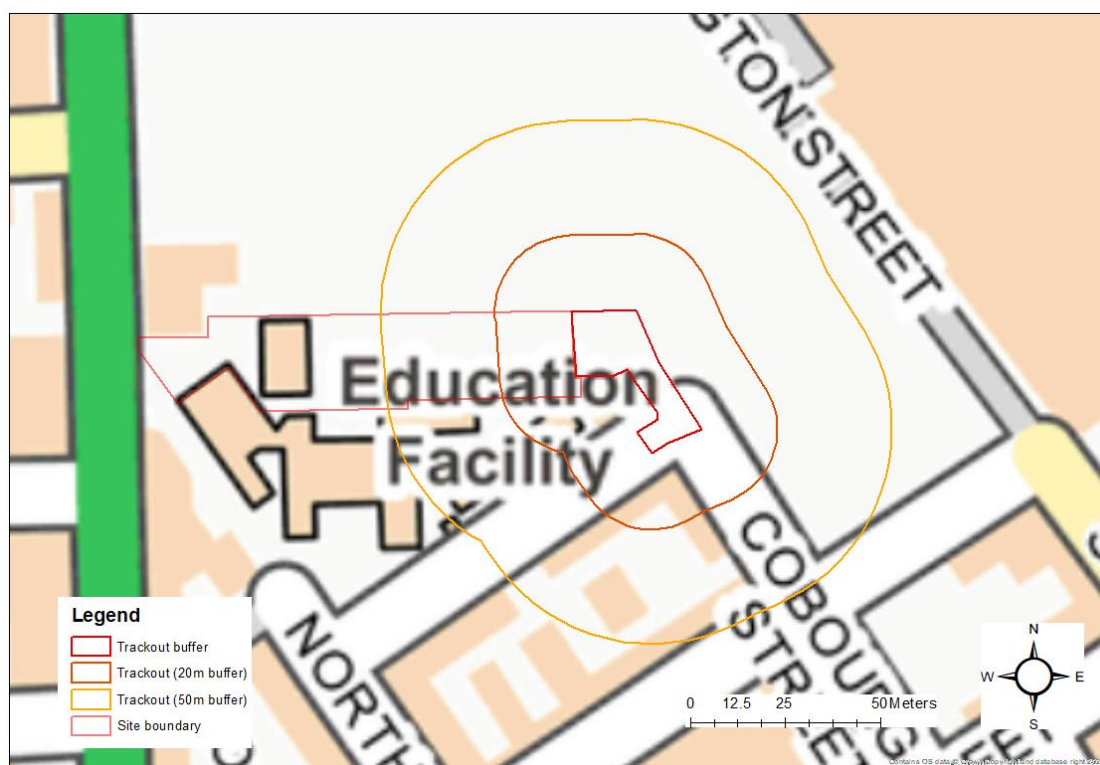 GSTON STREET
Education
Facility
COBOURG
STREET
NORTH
Legend
Trackout buffer
Trackout (20m buffer)
Trackout (50m buffer)
Site boundary
N
W
E
S
0 12.5 25 50 Meters